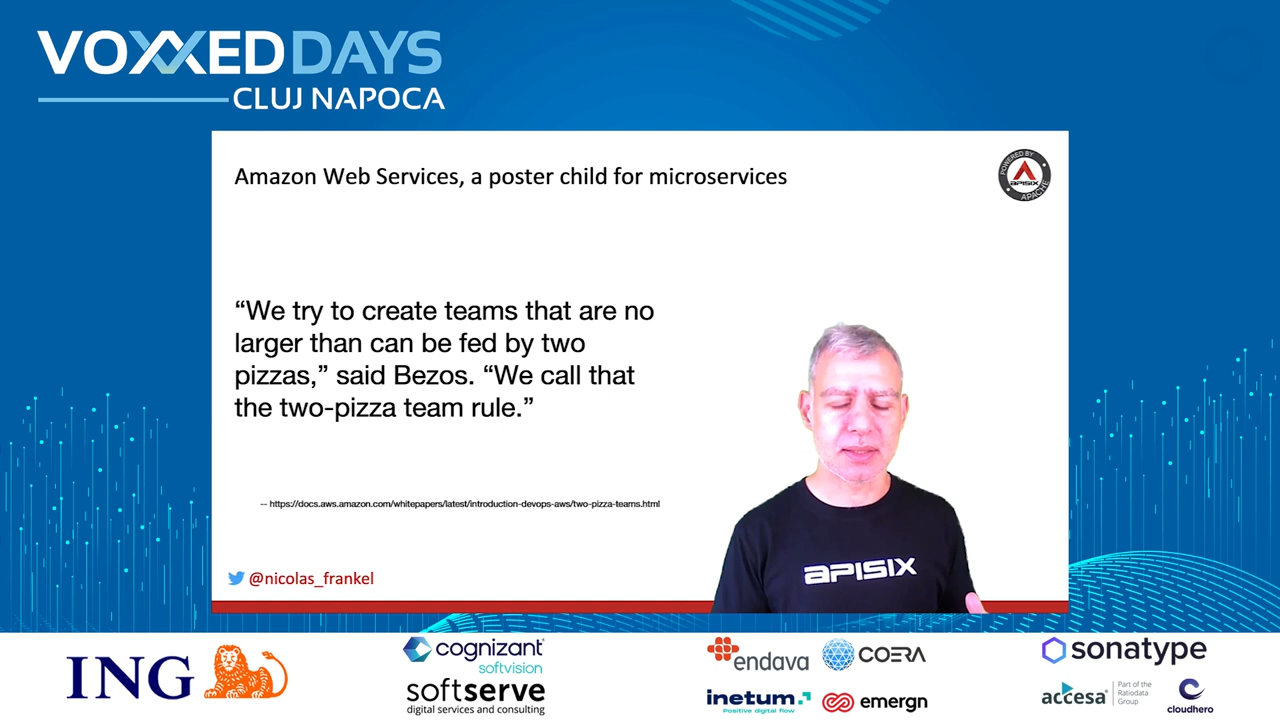 VOXXED DAYS
CLUJ NAPOCA
Amazon Web Services, a poster child for microservices
POWERED BY
APISIX
APACHE
“We try to create teams that are no
larger than can be fed by two
pizzas,” said Bezos. “We call that
the two-pizza team rule.”
-- https://docs.aws.amazon.com/whitepapers/latest/introduction-devops-aws/two-pizza-teams.html
APISIX
@nicolas_frankel
ING
cognizant
softvision
softserve
digital services and consulting
endava
COERA
inetum.
Positive digital flow
emergn
sonatype
accesa
Part of the
Ratiodata
Group
cloudhero